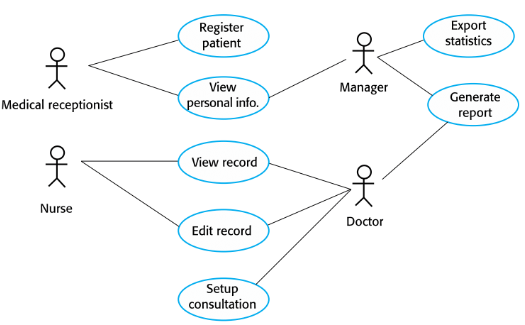 Register
patient
Export
statistics
View
personal info.
Medical receptionist
Manager
Generate
report
View record
Nurse
Doctor
Edit record
Setup
consultation